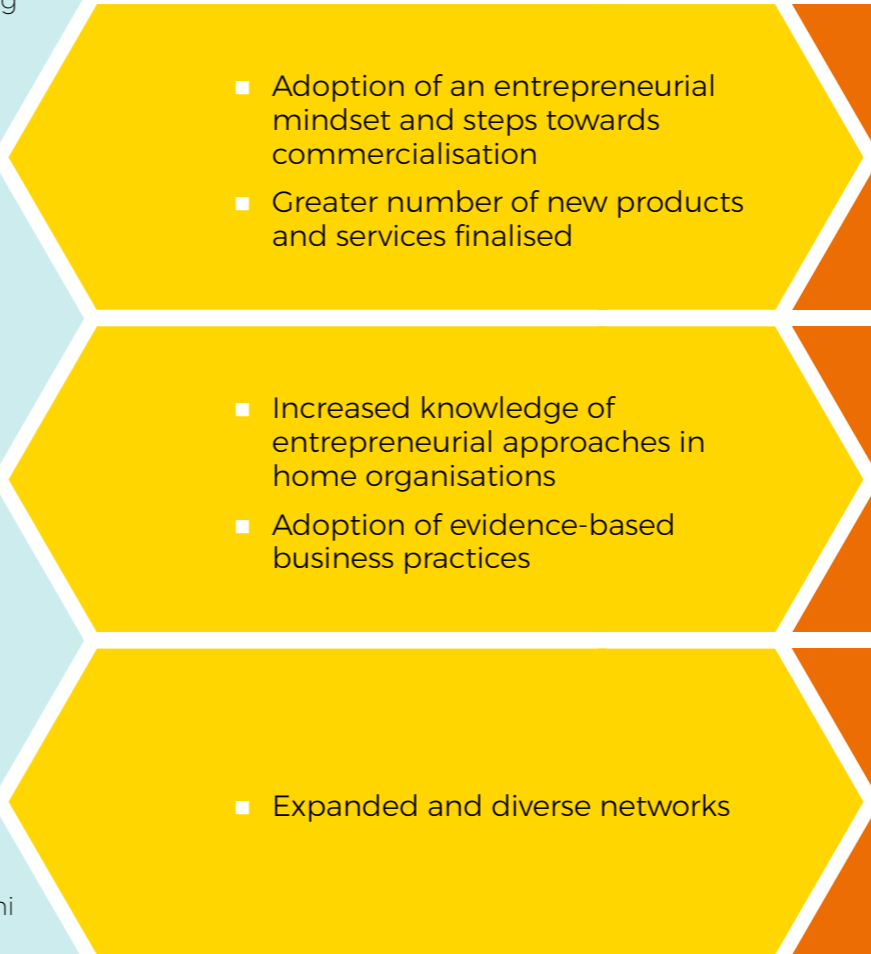 Adoption of an entrepreneurial
mindset and steps towards
commercialisation
Greater number of new products
and services finalised
Increased knowledge of
entrepreneurial approaches in
home organisations
Adoption of evidence-based
business practices
Expanded and diverse networks